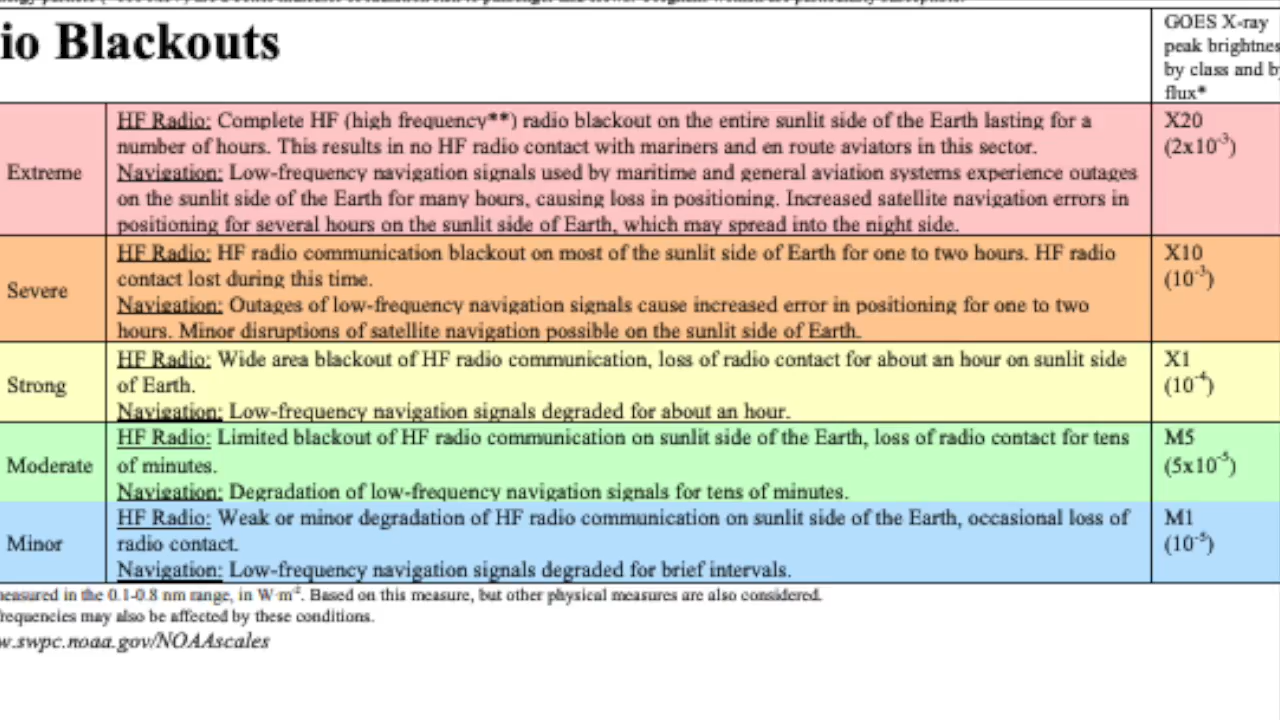 io Blackouts
GOES X-ray
peak brightnes
by class and b
flux*
Extreme
HF Radio: Complete HF (high frequency**) radio blackout on the entire sunlit side of the Earth lasting for a
number of hours. This results in no HF radio contact with mariners and en route aviators in this sector.
Navigation: Low-frequency navigation signals used by maritime and general aviation systems experience outages
on the sunlit side of the Earth for many hours, causing loss in positioning. Increased satellite navigation errors in
positioning for several hours on the sunlit side of Earth, which may spread into the night side.
X20
(2x10⁻³)
Severe
HF Radio: HF radio communication blackout on most of the sunlit side of Earth for one to two hours. HF radio
contact lost during this time.
Navigation: Outages of low-frequency navigation signals cause increased error in positioning for one to two
hours. Minor disruptions of satellite navigation possible on the sunlit side of Earth.
X10
(10⁻³)
Strong
HF Radio: Wide area blackout of HF radio communication, loss of radio contact for about an hour on sunlit side
of Earth.
Navigation: Low-frequency navigation signals degraded for about an hour.
X1
(10⁻⁴)
Moderate
HF Radio: Limited blackout of HF radio communication on sunlit side of the Earth, loss of radio contact for tens
of minutes.
Navigation: Degradation of low-frequency navigation signals for tens of minutes.
M5
(5x10⁻⁵)
Minor
HF Radio: Weak or minor degradation of HF radio communication on sunlit side of the Earth, occasional loss of
radio contact.
Navigation: Low-frequency navigation signals degraded for brief intervals.
M1
(10⁻⁵)
measured in the 0.1-0.8 nm range, in W·m⁻². Based on this measure, but other physical measures are also considered.
frequencies may also be affected by these conditions.
w.swpc.noaa.gov/NOAAscales